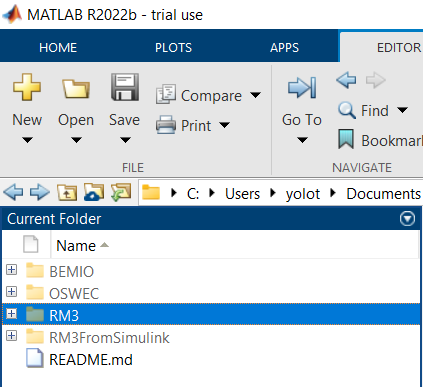 MATLAB R2022b - trial use
HOME PLOTS APPS EDITOR
New Open Save Compare Print Go To Find Bookmar
FILE NAVIGATE
C: Users yolot Documents
Current Folder
Name
BEMIO
OSWEC
RM3
RM3FromSimulink
README.md